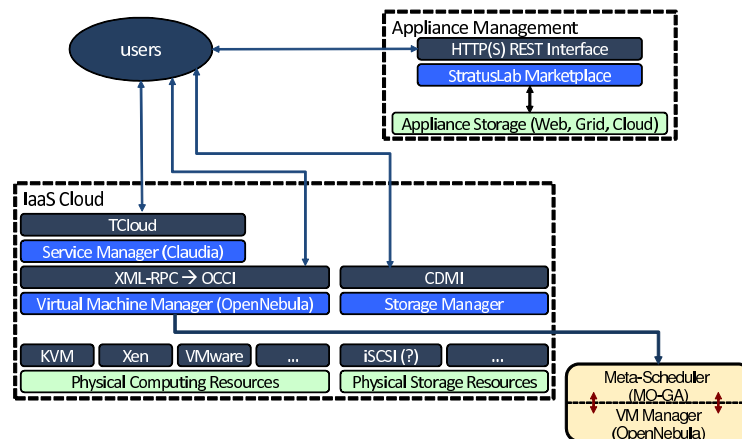 Appliance Management
users
HTTP(S) REST Interface
StratusLab Marketplace
Appliance Storage (Web, Grid, Cloud)
IaaS Cloud
TCloud
Service Manager (Claudia)
XML-RPC → OCCI
CDMI
Virtual Machine Manager (OpenNebula)
Storage Manager
KVM
Xen
VMware
...
iSCSI (?)
...
Physical Computing Resources
Physical Storage Resources
Meta-Scheduler
(MO-GA)
VM Manager
(OpenNebula)